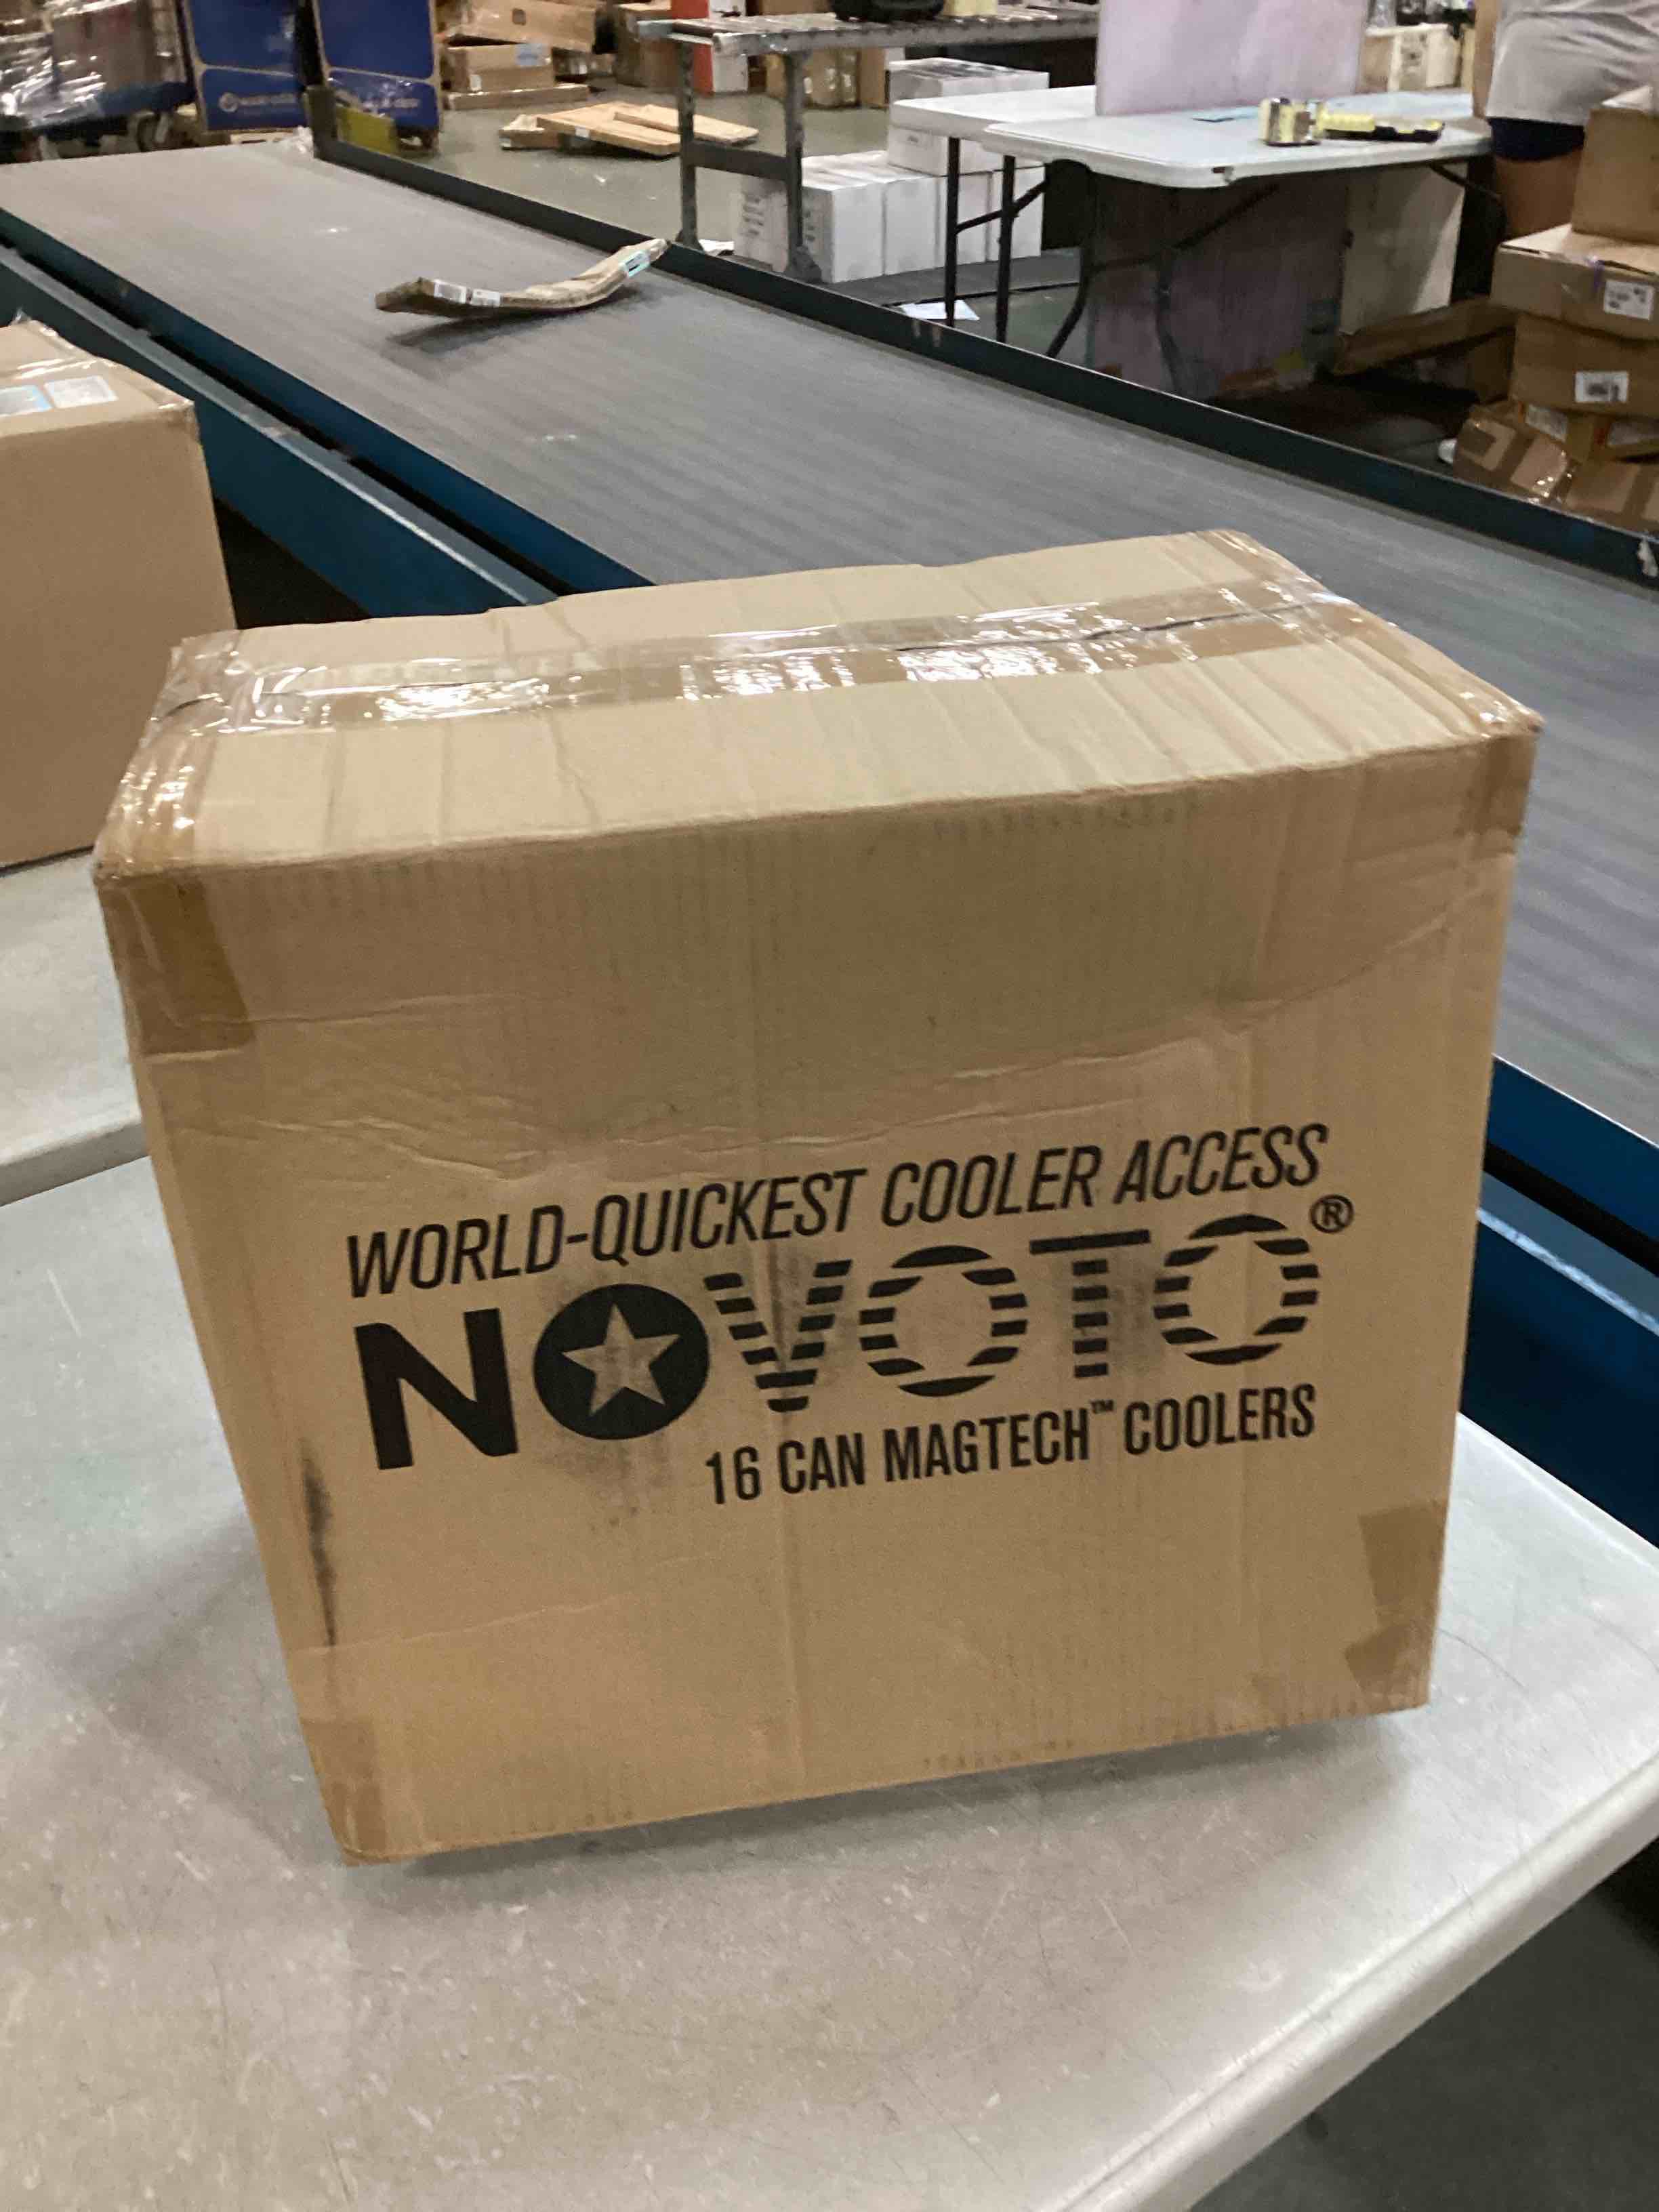 WORLD-QUICKEST COOLER ACCESS
NOVOTO®
16 CAN MAGTECH™ COOLERS